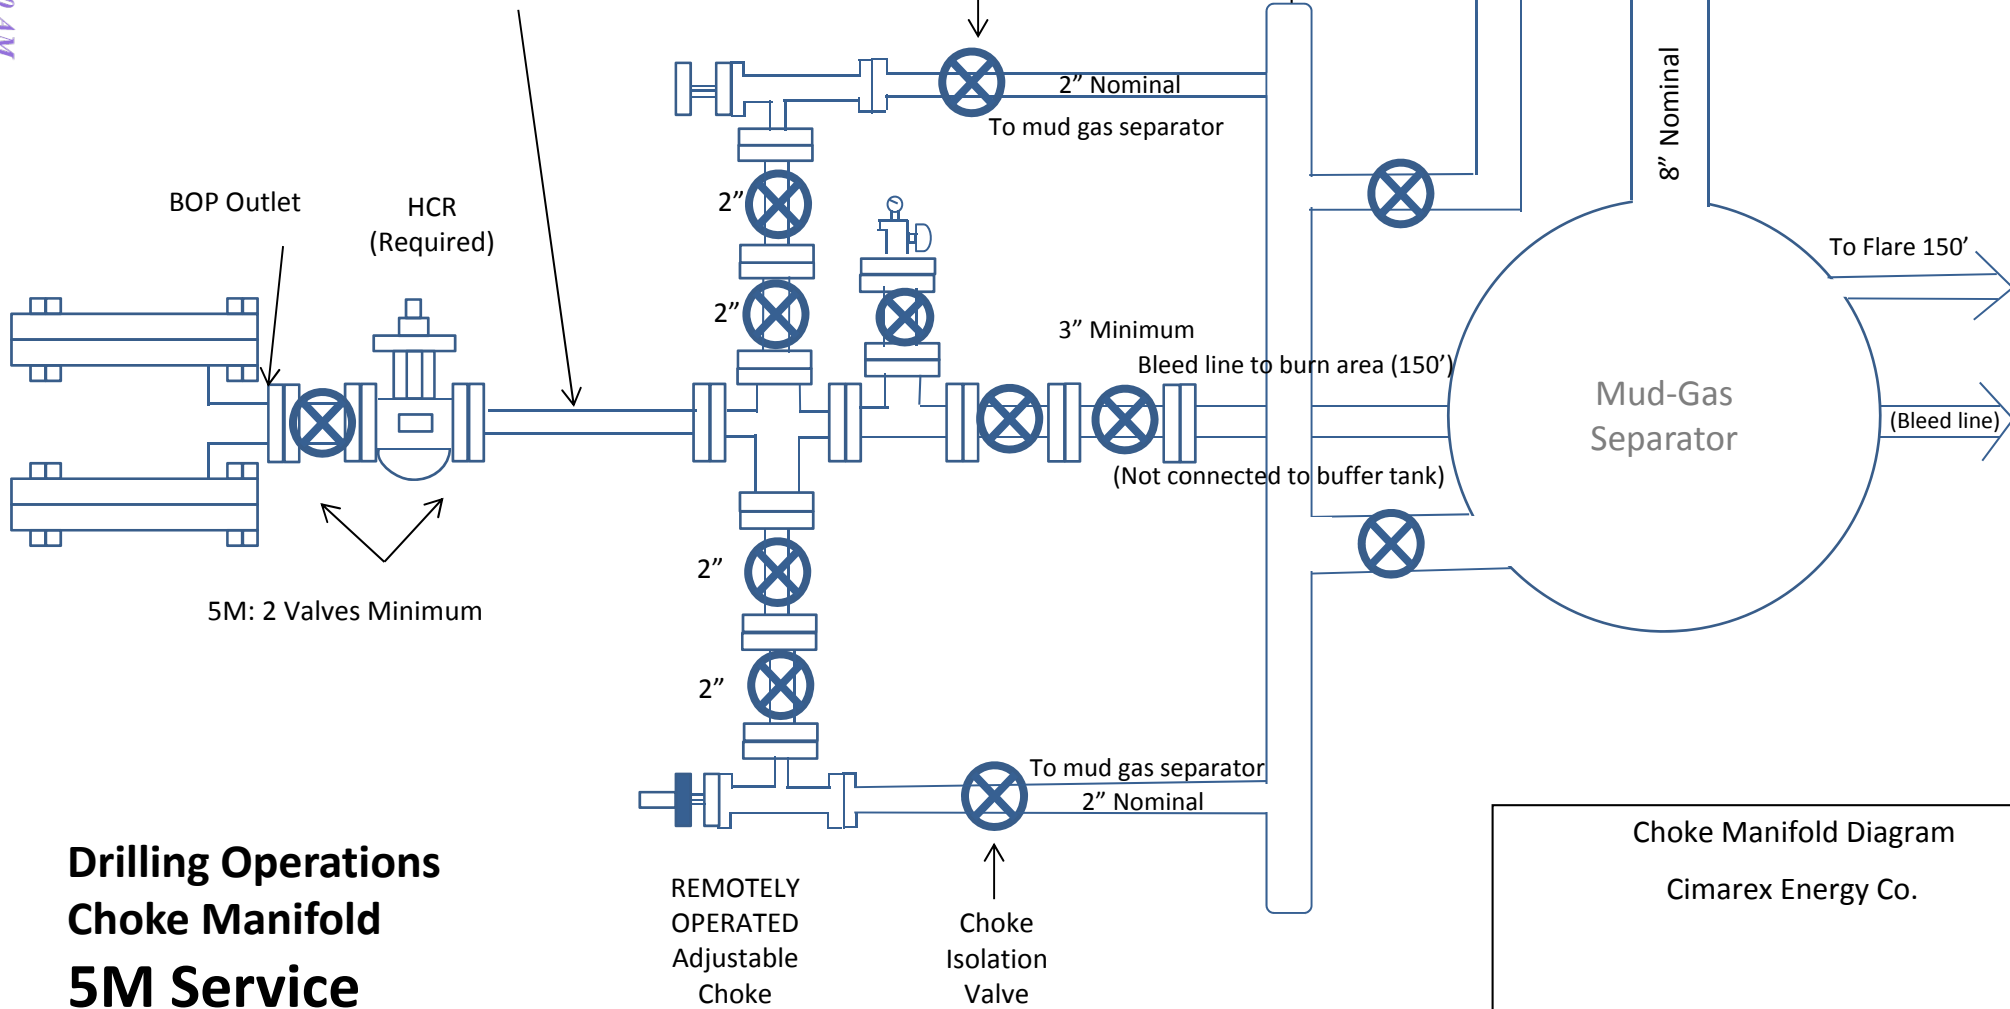 2” Nominal
To mud gas separator
8” Nominal
BOP Outlet
HCR
(Required)
2”
2”
To Flare 150’
3” Minimum
Bleed line to burn area (150’)
Mud-Gas
Separator
(Bleed line)
(Not connected to buffer tank)
2”
5M: 2 Valves Minimum
2”
To mud gas separator
2” Nominal
Drilling Operations
Choke Manifold
5M Service
REMOTELY
OPERATED
Adjustable
Choke
Choke
Isolation
Valve
Choke Manifold Diagram
Cimarex Energy Co.